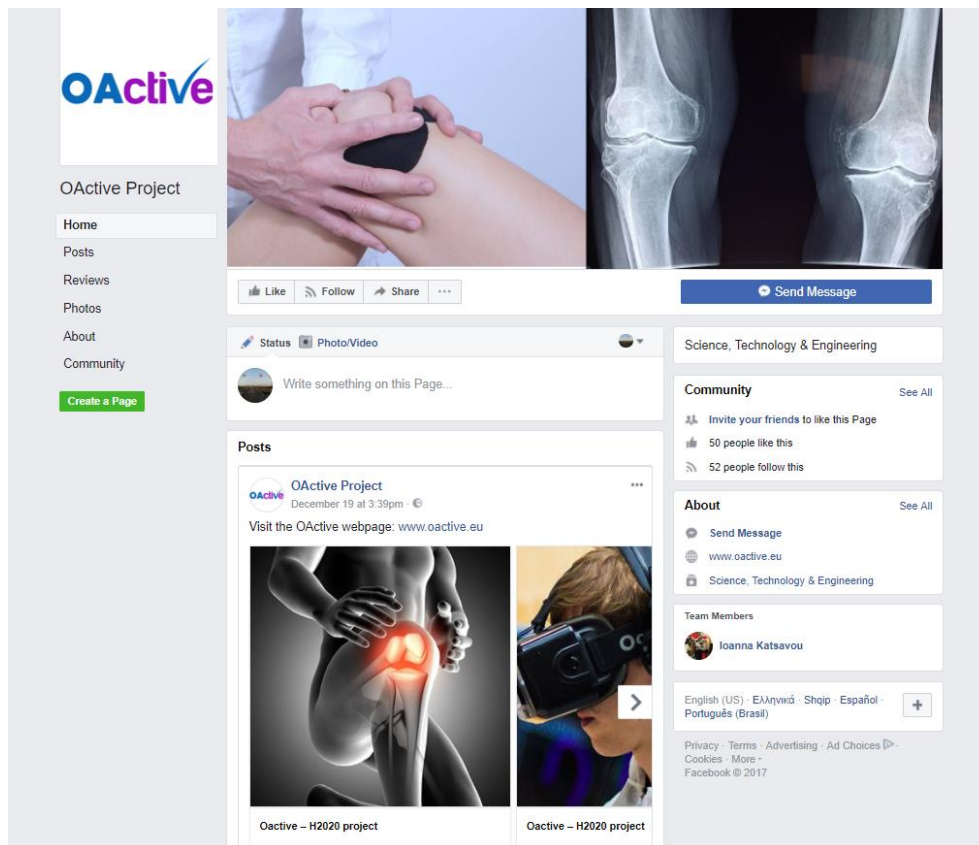 OActive
OActive Project
Home
Posts
Reviews
Photos
About
Community
Create a Page
Like
Follow
Share
Send Message
Status
Photo/Video
Write something on this Page...
Posts
OActive
OActive Project
December 19 at 3:39pm ·
Visit the OActive webpage: www.oactive.eu
Oactive – H2020 project
Oactive – H2020 project
Science, Technology & Engineering
Community
See All
Invite your friends to like this Page
50 people like this
52 people follow this
About
See All
Send Message
www.oactive.eu
Science, Technology & Engineering
Team Members
Ioanna Katsavou
English (US) · Ελληνικά · Shqip · Español ·
Português (Brasil)
Privacy · Terms · Advertising · Ad Choices ·
Cookies · More
Facebook © 2017